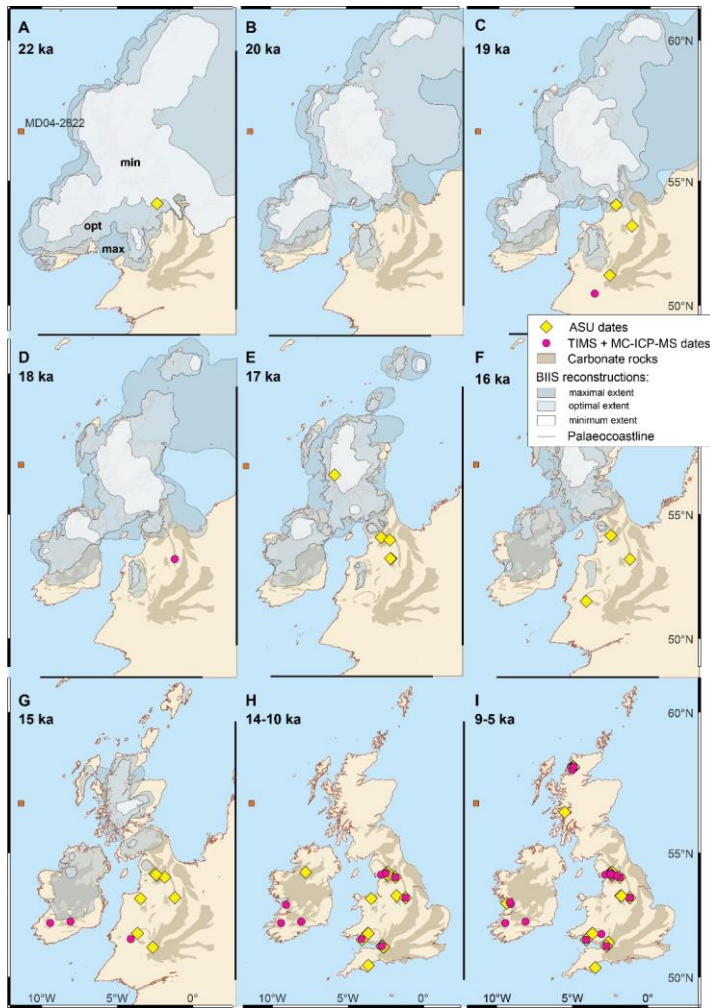 A
22 ka
MD04-2822
min
opt
max
B
20 ka
C
19 ka
60°N
55°N
50°N
ASU dates
TIMS + MC-ICP-MS dates
Carbonate rocks
BIIS reconstructions:
maximal extent
optimal extent
minimum extent
Palaeocoastline
D
18 ka
E
17 ka
F
16 ka
55°N
50°N
G
15 ka
H
14-10 ka
I
9-5 ka
60°N
55°N
50°N
10°W
5°W
0°
10°W
5°W
0°
10°W
5°W
0°